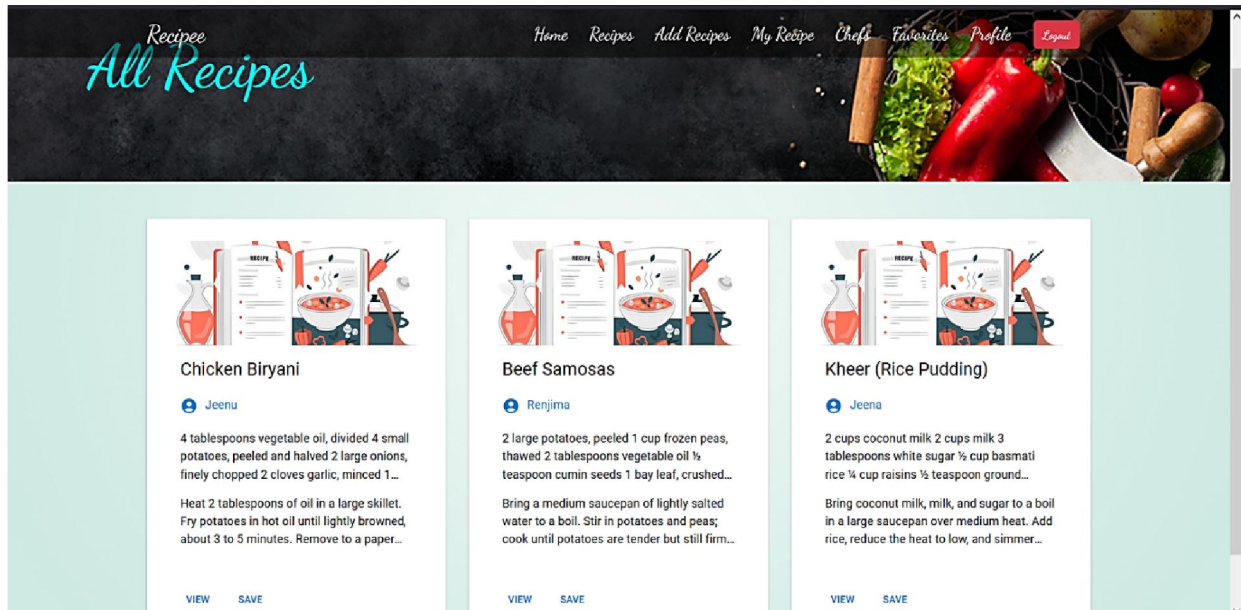 Recipee
Home Recipes Add Recipes My Recipe Chefs Favorites Profile Logout
All Recipes
RECIPE
RECIPE
RECIPE
Chicken Biryani
Jeenu
4 tablespoons vegetable oil, divided 4 small
potatoes, peeled and halved 2 large onions,
finely chopped 2 cloves garlic, minced 1...
Heat 2 tablespoons of oil in a large skillet.
Fry potatoes in hot oil until lightly browned,
about 3 to 5 minutes. Remove to a paper...
VIEW SAVE
Beef Samosas
Renjima
2 large potatoes, peeled 1 cup frozen peas,
thawed 2 tablespoons vegetable oil ½
teaspoon cumin seeds 1 bay leaf, crushed...
Bring a medium saucepan of lightly salted
water to a boil. Stir in potatoes and peas;
cook until potatoes are tender but still firm...
VIEW SAVE
Kheer (Rice Pudding)
Jeena
2 cups coconut milk 2 cups milk 3
tablespoons white sugar ½ cup basmati
rice ¼ cup raisins ½ teaspoon ground...
Bring coconut milk, milk, and sugar to a boil
in a large saucepan over medium heat. Add
rice, reduce the heat to low, and simmer...
VIEW SAVE